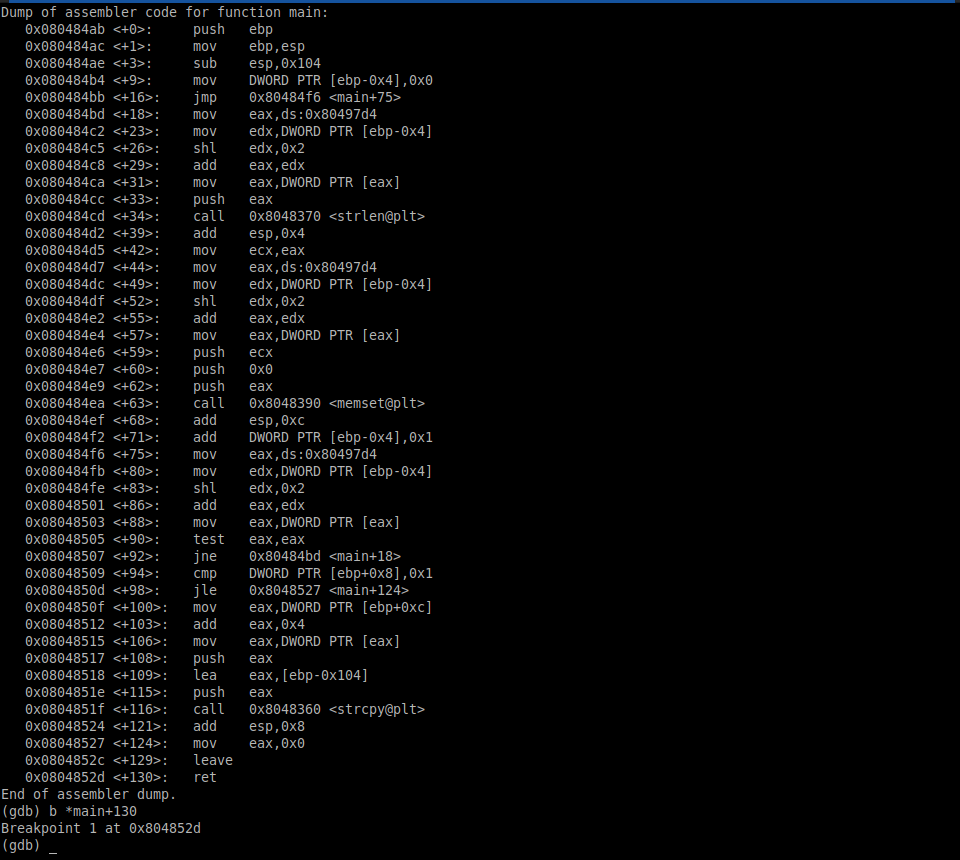 Dump of assembler code for function main:
   0x080484ab <+0>:     push   ebp
   0x080484ac <+1>:     mov    ebp,esp
   0x080484ae <+3>:     sub    esp,0x104
   0x080484b4 <+9>:     mov    DWORD PTR [ebp-0x4],0x0
   0x080484bb <+16>:    jmp    0x80484f6 <main+75>
   0x080484bd <+18>:    mov    eax,ds:0x80497d4
   0x080484c2 <+23>:    mov    edx,DWORD PTR [ebp-0x4]
   0x080484c5 <+26>:    shl    edx,0x2
   0x080484c8 <+29>:    add    eax,edx
   0x080484ca <+31>:    mov    eax,DWORD PTR [eax]
   0x080484cc <+33>:    push   eax
   0x080484cd <+34>:    call   0x8048370 <strlen@plt>
   0x080484d2 <+39>:    add    esp,0x4
   0x080484d5 <+42>:    mov    ecx,eax
   0x080484d7 <+44>:    mov    eax,ds:0x80497d4
   0x080484dc <+49>:    mov    edx,DWORD PTR [ebp-0x4]
   0x080484df <+52>:    shl    edx,0x2
   0x080484e2 <+55>:    add    eax,edx
   0x080484e4 <+57>:    mov    eax,DWORD PTR [eax]
   0x080484e6 <+59>:    push   ecx
   0x080484e7 <+60>:    push   0x0
   0x080484e9 <+62>:    push   eax
   0x080484ea <+63>:    call   0x8048390 <memset@plt>
   0x080484ef <+68>:    add    esp,0xc
   0x080484f2 <+71>:    add    DWORD PTR [ebp-0x4],0x1
   0x080484f6 <+75>:    mov    eax,ds:0x80497d4
   0x080484fb <+80>:    mov    edx,DWORD PTR [ebp-0x4]
   0x080484fe <+83>:    shl    edx,0x2
   0x08048501 <+86>:    add    eax,edx
   0x08048503 <+88>:    mov    eax,DWORD PTR [eax]
   0x08048505 <+90>:    test   eax,eax
   0x08048507 <+92>:    jne    0x80484bd <main+18>
   0x08048509 <+94>:    cmp    DWORD PTR [ebp+0x8],0x1
   0x0804850d <+98>:    jle    0x8048527 <main+124>
   0x0804850f <+100>:   mov    eax,DWORD PTR [ebp+0xc]
   0x08048512 <+103>:   add    eax,0x4
   0x08048515 <+106>:   mov    eax,DWORD PTR [eax]
   0x08048517 <+108>:   push   eax
   0x08048518 <+109>:   lea    eax,[ebp-0x104]
   0x0804851e <+115>:   push   eax
   0x0804851f <+116>:   call   0x8048360 <strcpy@plt>
   0x08048524 <+121>:   add    esp,0x8
   0x08048527 <+124>:   mov    eax,0x0
   0x0804852c <+129>:   leave
   0x0804852d <+130>:   ret
End of assembler dump.
(gdb) b *main+130
Breakpoint 1 at 0x804852d
(gdb) _